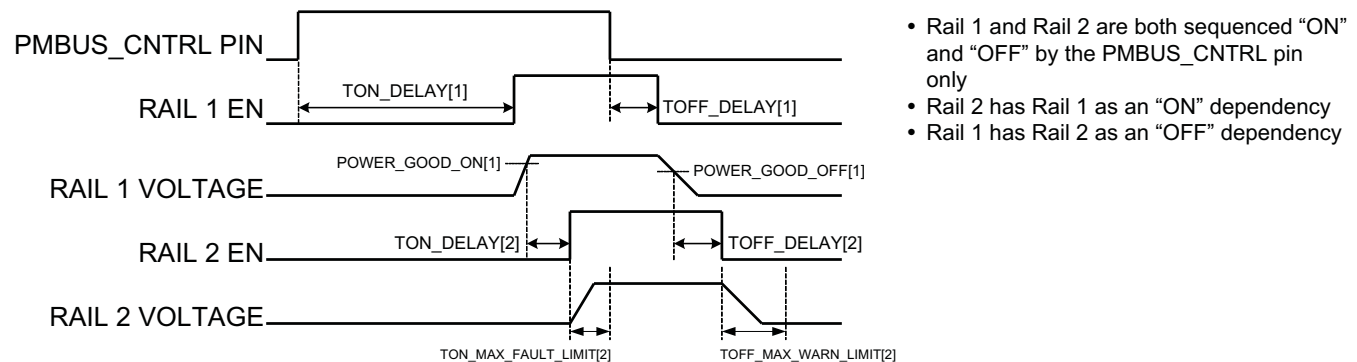 PMBUS_CNTRL PIN
RAIL 1 EN
TON_DELAY[1]
TOFF_DELAY[1]
RAIL 1 VOLTAGE
POWER_GOOD_ON[1]
POWER_GOOD_OFF[1]
RAIL 2 EN
TON_DELAY[2]
TOFF_DELAY[2]
RAIL 2 VOLTAGE
TON_MAX_FAULT_LIMIT[2]
TOFF_MAX_WARN_LIMIT[2]
• Rail 1 and Rail 2 are both sequenced “ON”
and “OFF” by the PMBUS_CNTRL pin
only
• Rail 2 has Rail 1 as an “ON” dependency
• Rail 1 has Rail 2 as an “OFF” dependency